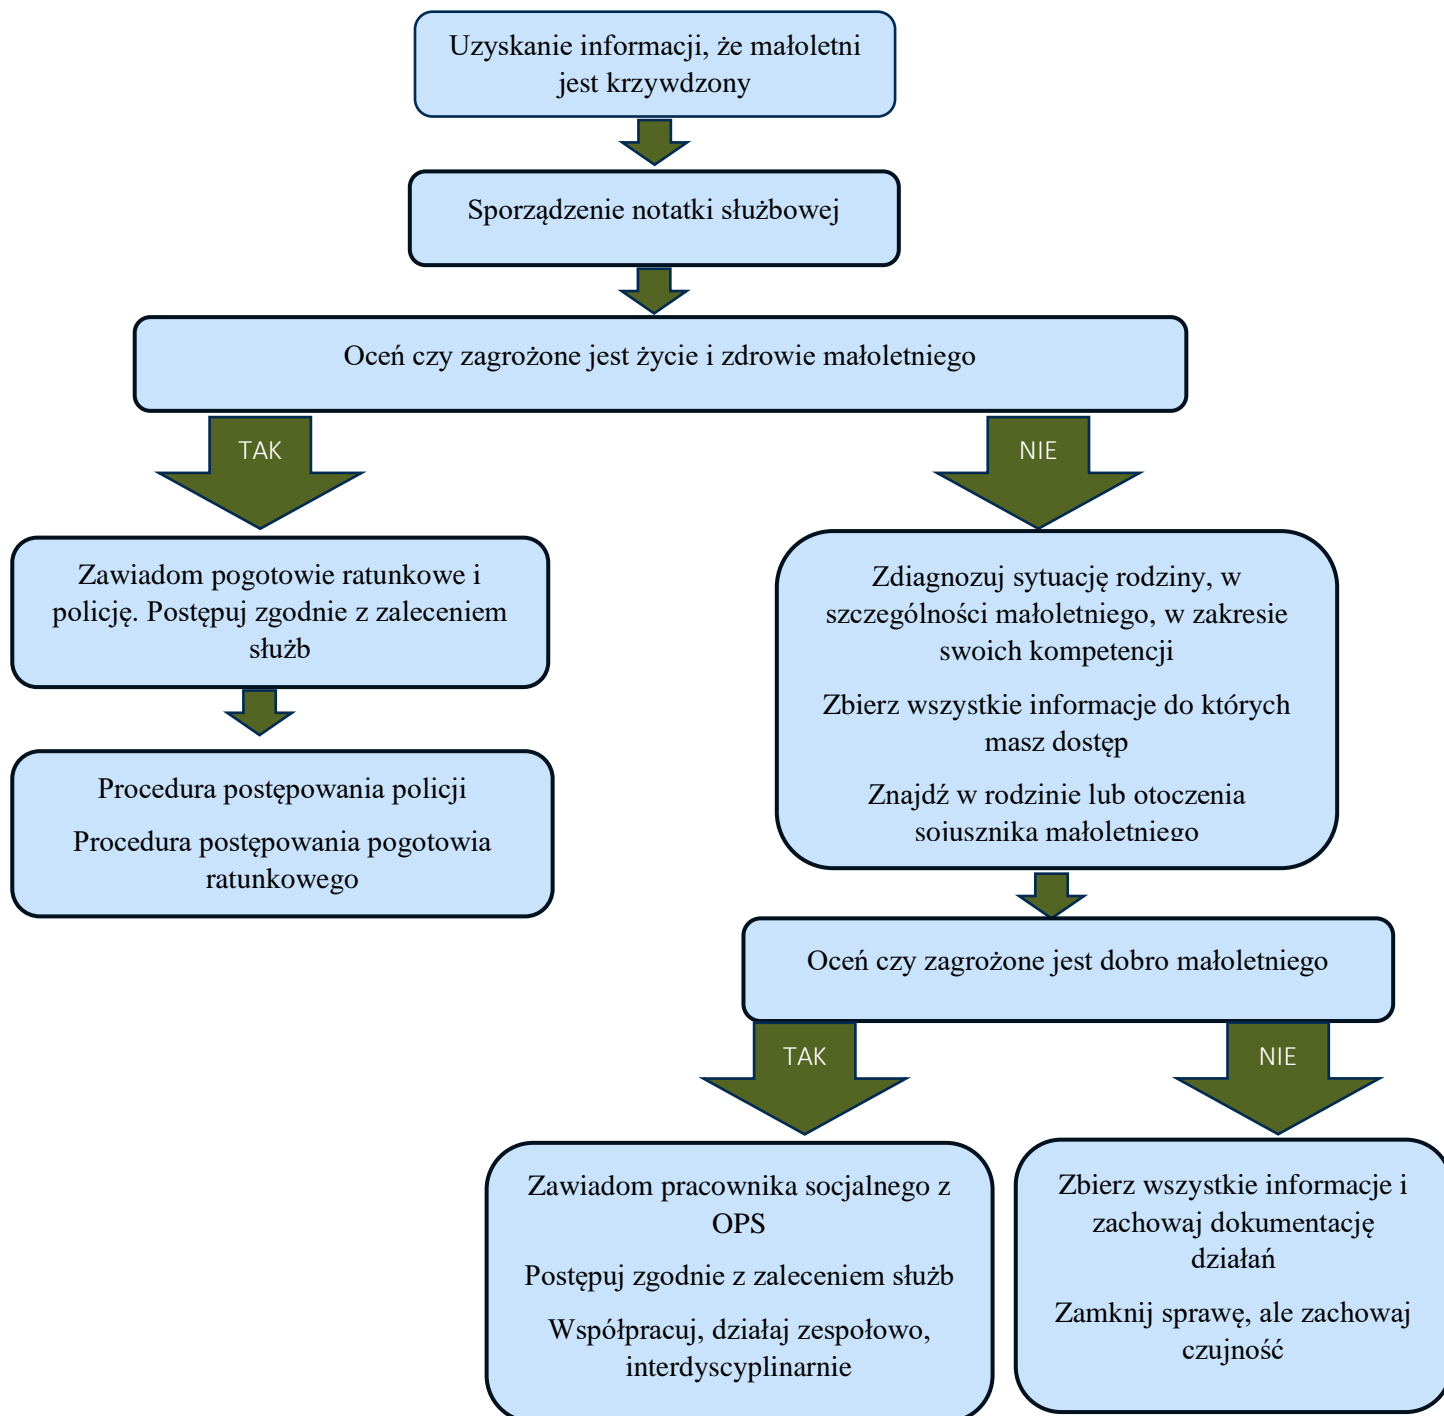 Uzyskanie informacji, że małoletni
jest krzywdzony
Sporządzenie notatki służbowej
Oceń czy zagrożone jest życie i zdrowie małoletniego
TAK
NIE
Zawiadom pogotowie ratunkowe i
policję. Postępuj zgodnie z zaleceniem
służb
Procedura postępowania policji
Procedura postępowania pogotowia
ratunkowego
Zdiagnozuj sytuację rodziny, w
szczególności małoletniego, w zakresie
swoich kompetencji
Zbierz wszystkie informacje do których
masz dostęp
Znajdź w rodzinie lub otoczenia
sojusznika małoletniego
Oceń czy zagrożone jest dobro małoletniego
TAK
NIE
Zawiadom pracownika socjalnego z
OPS
Postępuj zgodnie z zaleceniem służb
Współpracuj, działaj zespołowo,
interdyscyplinarnie
Zbierz wszystkie informacje i
zachowaj dokumentację
działań
Zamknij sprawę, ale zachowaj
czujność